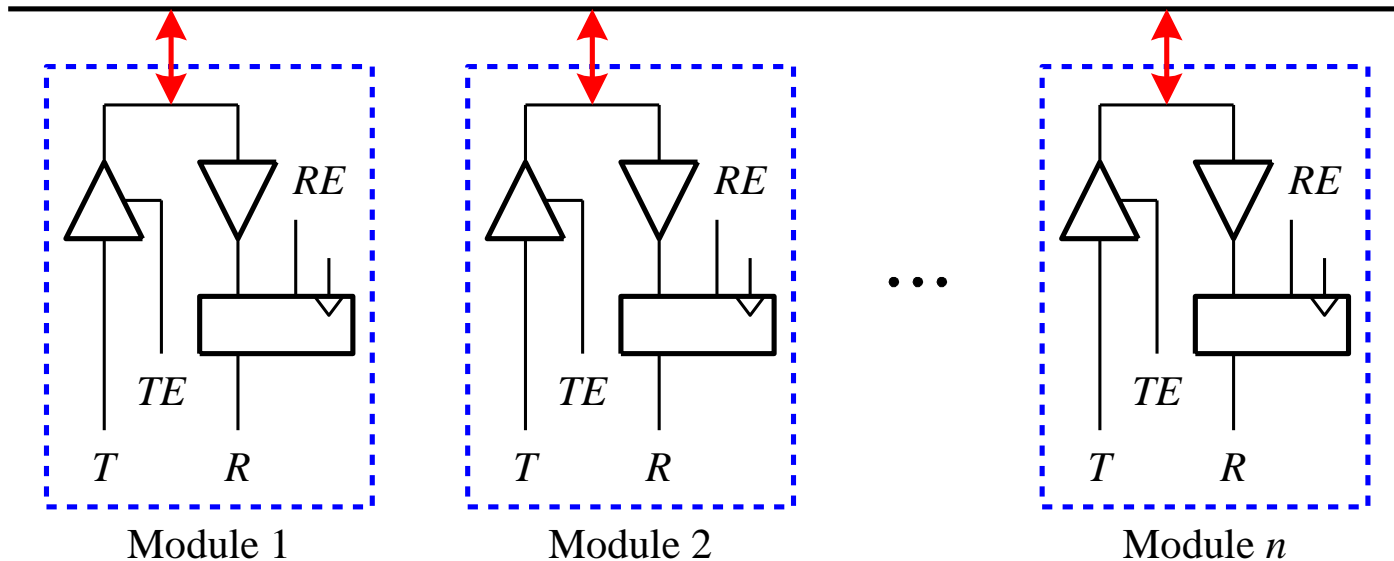 RE RE RE
...
TE TE TE
T R T R T R
Module 1 Module 2 Module n